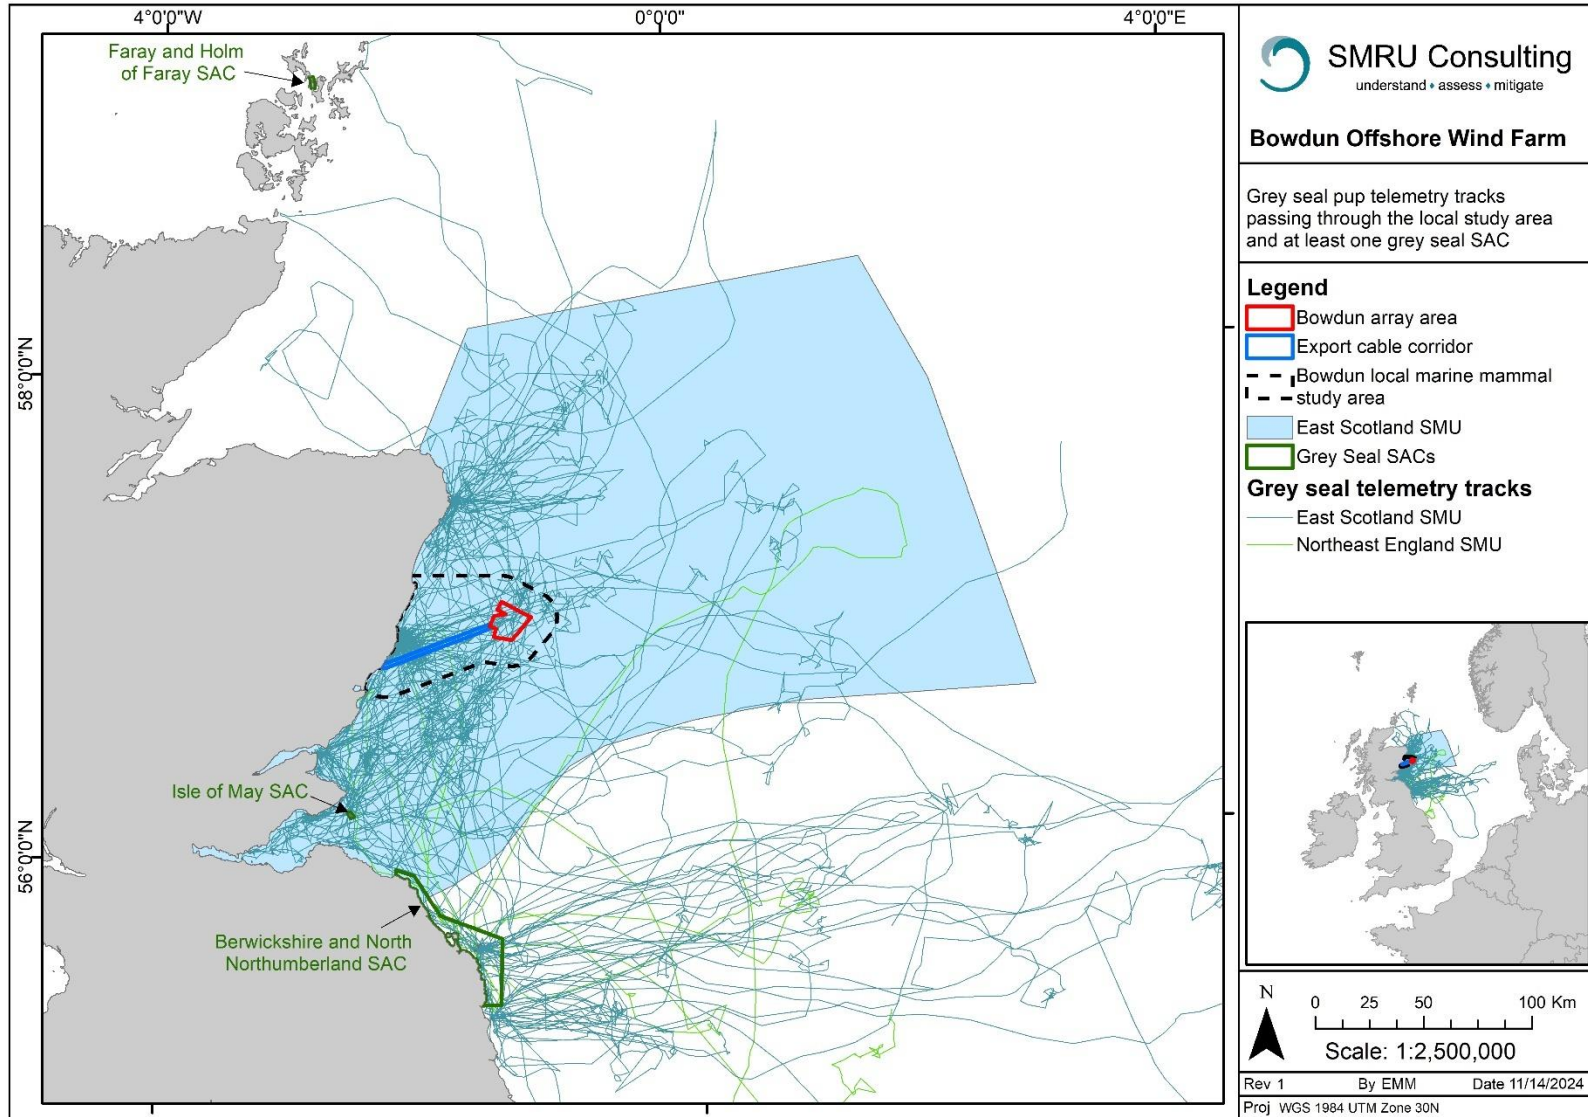 4°0'0"W
0°0'0"
4°0'0"E
58°0'0"N
56°0'0"N
Faray and Holm
of Faray SAC
Isle of May SAC
Berwickshire and North
Northumberland SAC
SMRU Consulting
understand • assess • mitigate
Bowdun Offshore Wind Farm
Grey seal pup telemetry tracks
passing through the local study area
and at least one grey seal SAC
Legend
Bowdun array area
Export cable corridor
Bowdun local marine mammal
study area
East Scotland SMU
Grey Seal SACs
Grey seal telemetry tracks
East Scotland SMU
Northeast England SMU
N
0 25 50 100 Km
Scale: 1:2,500,000
Rev 1 By EMM Date 11/14/2024
Proj WGS 1984 UTM Zone 30N